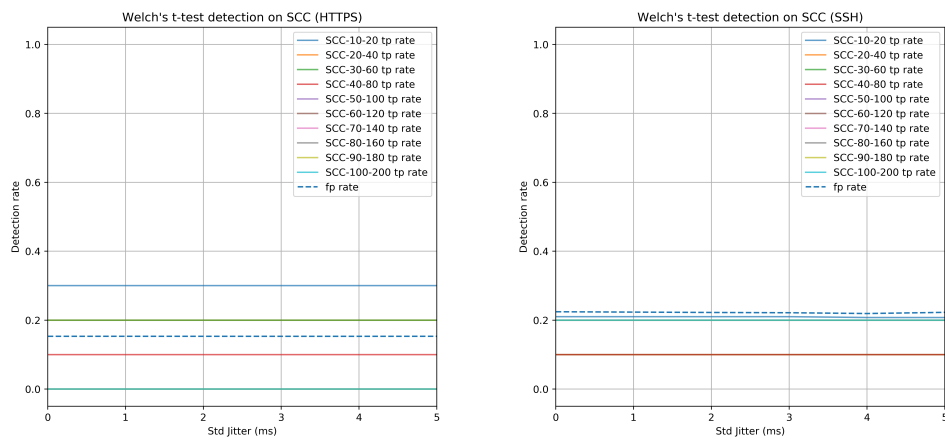 Welch's t-test detection on SCC (HTTPS)
1.0
0.8
0.6
0.4
0.2
0.0
Detection rate
0 1 2 3 4 5
Std Jitter (ms)
SCC-10-20 tp rate
SCC-20-40 tp rate
SCC-30-60 tp rate
SCC-40-80 tp rate
SCC-50-100 tp rate
SCC-60-120 tp rate
SCC-70-140 tp rate
SCC-80-160 tp rate
SCC-90-180 tp rate
SCC-100-200 tp rate
fp rate
Welch's t-test detection on SCC (SSH)
1.0
0.8
0.6
0.4
0.2
0.0
Detection rate
0 1 2 3 4 5
Std Jitter (ms)
SCC-10-20 tp rate
SCC-20-40 tp rate
SCC-30-60 tp rate
SCC-40-80 tp rate
SCC-50-100 tp rate
SCC-60-120 tp rate
SCC-70-140 tp rate
SCC-80-160 tp rate
SCC-90-180 tp rate
SCC-100-200 tp rate
fp rate